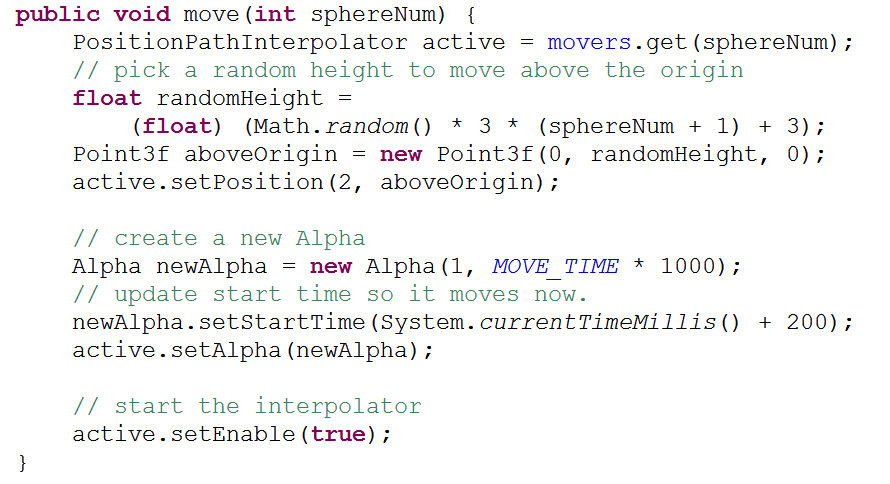 public void move(int sphereNum) {
    PositionPathInterpolator active = movers.get(sphereNum);
    // pick a random height to move above the origin
    float randomHeight =
        (float) (Math.random() * 3 * (sphereNum + 1) + 3);
    Point3f aboveOrigin = new Point3f(0, randomHeight, 0);
    active.setPosition(2, aboveOrigin);

    // create a new Alpha
    Alpha newAlpha = new Alpha(1, MOVE_TIME * 1000);
    // update start time so it moves now.
    newAlpha.setStartTime(System.currentTimeMillis() + 200);
    active.setAlpha(newAlpha);

    // start the interpolator
    active.setEnable(true);
}